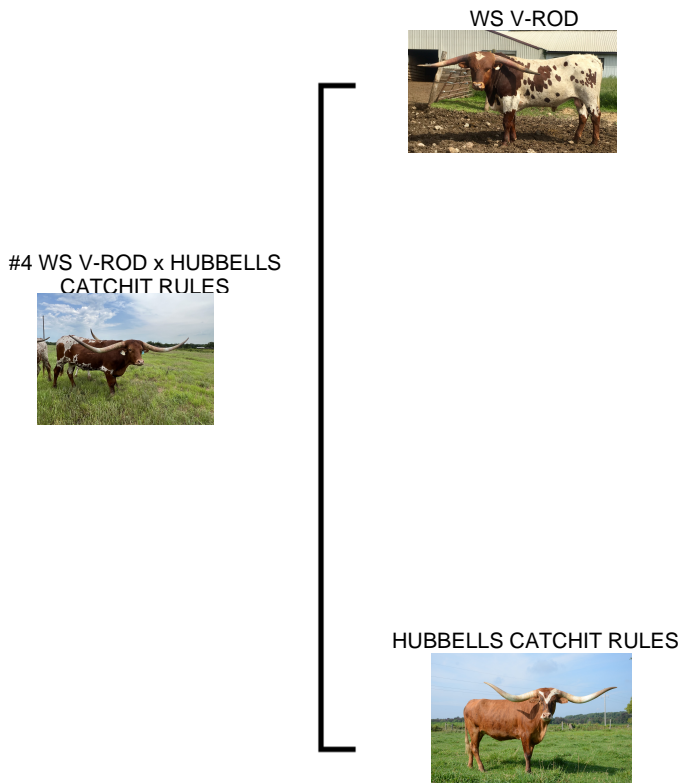 WS V-ROD
#4 WS V-ROD x HUBBELLS
CATCHIT RULES
HUBBELLS CATCHIT RULES